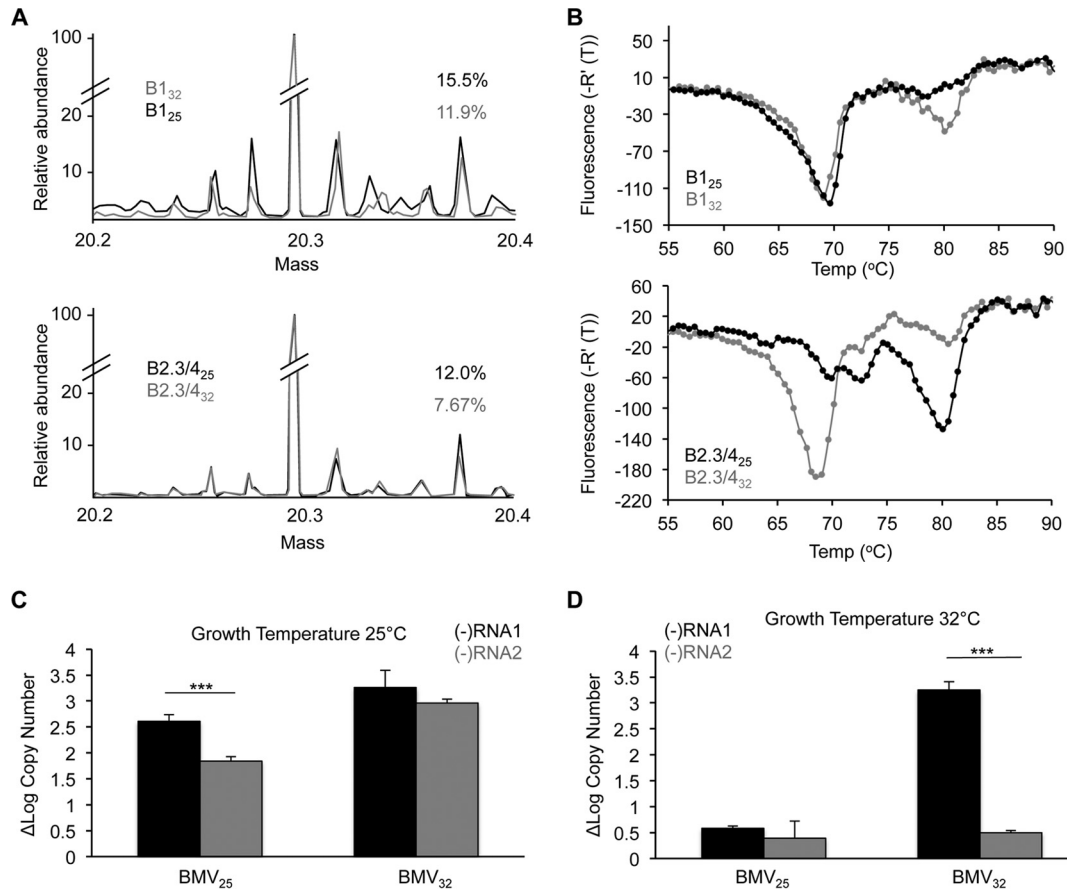 A
Relative abundance
100
20
10
B1₃₂
B1₂₅
15.5%
11.9%
20.2
20.3
20.4
Mass
Relative abundance
100
20
10
B2.3/4₂₅
B2.3/4₃₂
12.0%
7.67%
20.2
20.3
20.4
Mass
B
Fluorescence (-R' (T))
50
10
-30
-70
-110
-150
B1₂₅
B1₃₂
55 60 65 70 75 80 85 90
Temp (°C)
Fluorescence (-R' (T))
60
20
-20
-60
-100
-140
-180
-220
B2.3/4₂₅
B2.3/4₃₂
55 60 65 70 75 80 85 90
Temp (°C)
C
Growth Temperature 25°C
(-)RNA1
(-)RNA2
ΔLog Copy Number
4
3.5
3
2.5
2
1.5
1
0.5
0
***
BMV₂₅
BMV₃₂
D
Growth Temperature 32°C
(-)RNA1
(-)RNA2
ΔLog Copy Number
4
3.5
3
2.5
2
1.5
1
0.5
0
***
BMV₂₅
BMV₃₂